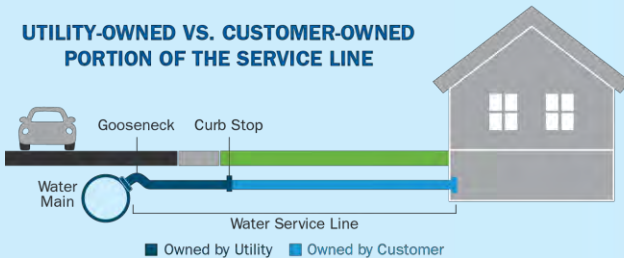 UTILITY-OWNED VS. CUSTOMER-OWNED
PORTION OF THE SERVICE LINE
Gooseneck
Curb Stop
Water
Main
Water Service Line
Owned by Utility
Owned by Customer